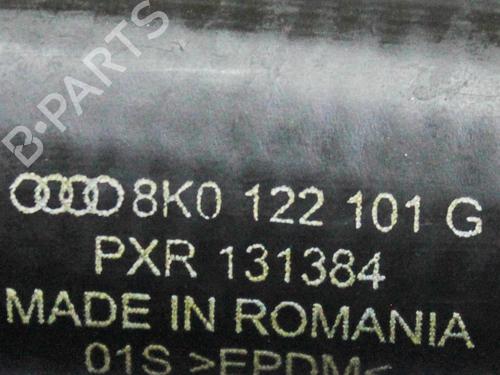 B-PARTS
8K0 122 101 G
PXR 131384
MADE IN ROMANIA
01S >EPDM<